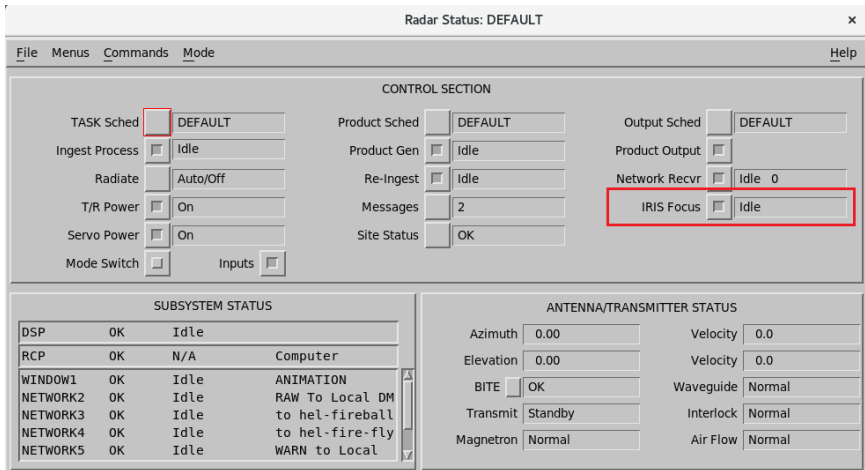 Radar Status: DEFAULT ×
File Menus Commands Mode Help
CONTROL SECTION
TASK Sched DEFAULT Product Sched DEFAULT Output Sched DEFAULT
Ingest Process Idle Product Gen Idle Product Output
Radiate Auto/Off Re-Ingest Idle Network Recvr Idle 0
T/R Power On Messages 2 IRIS Focus Idle
Servo Power On Site Status OK
Mode Switch Inputs
SUBSYSTEM STATUS
DSP OK Idle
RCP OK N/A Computer
WINDOW1 OK Idle ANIMATION
NETWORK2 OK Idle RAW To Local DM
NETWORK3 OK Idle to hel-fireball
NETWORK4 OK Idle to hel-fire-fly
NETWORK5 OK Idle WARN to Local
ANTENNA/TRANSMITTER STATUS
Azimuth 0.00 Velocity 0.0
Elevation 0.00 Velocity 0.0
BITE OK Waveguide Normal
Transmit Standby Interlock Normal
Magnetron Normal Air Flow Normal